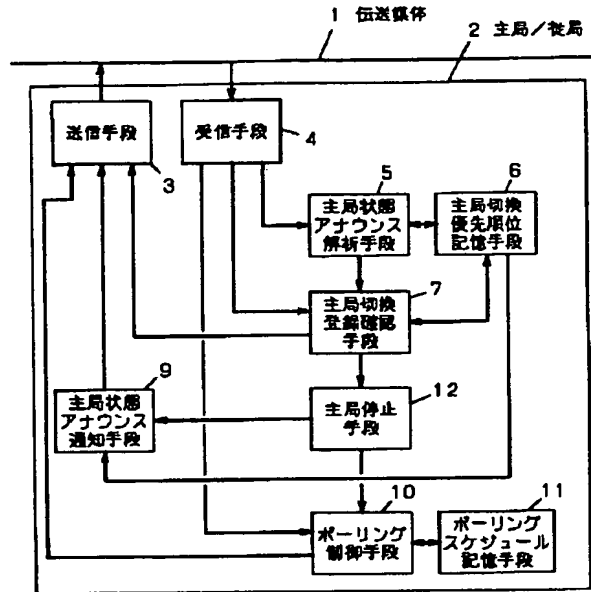 1 伝送媒体
2 主局/従局
送信手段
3
受信手段
4
5
主局状態
アナウンス
解析手段
6
主局切換
優先順位
記憶手段
7
主局切換
登録確認
手段
9
主局状態
アナウンス
通知手段
12
主局停止
手段
10
ポーリング
制御手段
11
ポーリング
スケジュール
記憶手段